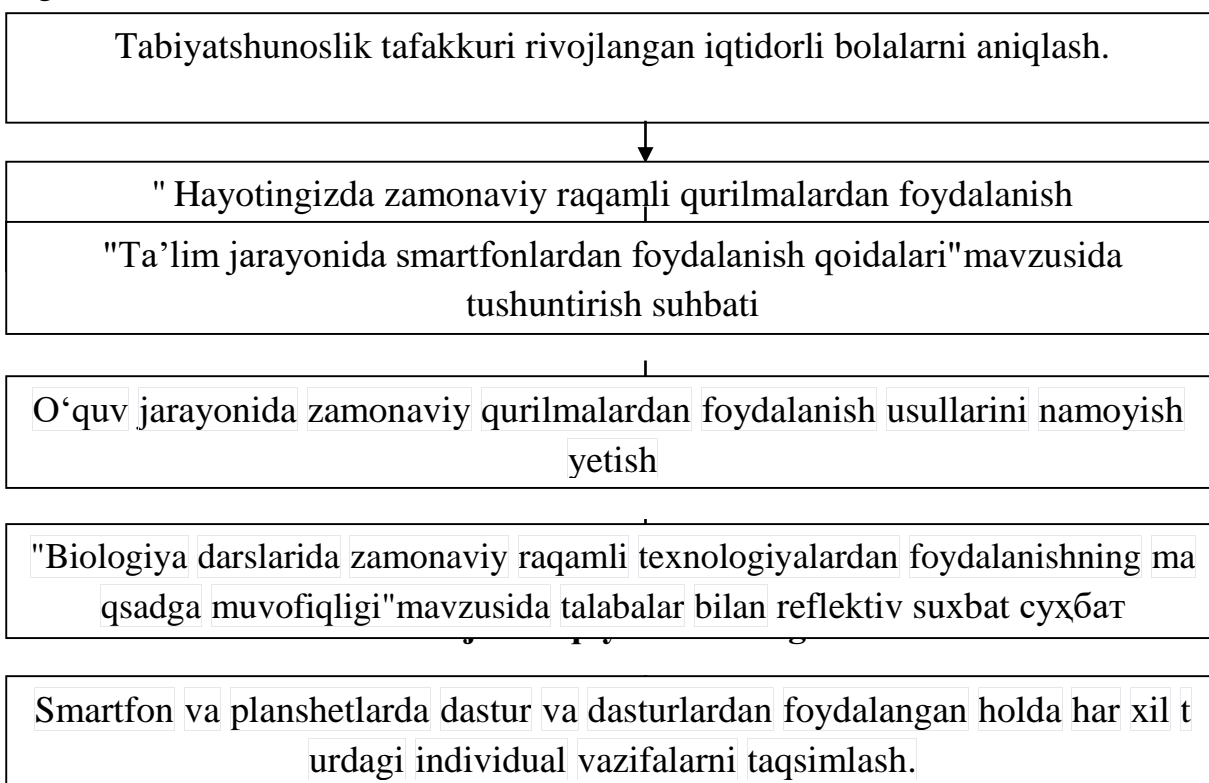 Tabiyatshunoslik tafakkuri rivojlangan iqtidorli bolalarni aniqlash.
" Hayotingizda zamonaviy raqamli qurilmalardan foydalanish
"Ta’lim jarayonida smartfonlardan foydalanish qoidalari"mavzusida
tushuntirish suhbati
O‘quv jarayonida zamonaviy qurilmalardan foydalanish usullarini namoyish
yetish
"Biologiya darslarida zamonaviy raqamli texnologiyalardan foydalanishning ma
qsadga muvofiqligi"mavzusida talabalar bilan reflektiv suxbat суҳбат
Smartfon va planshetlarda dastur va dasturlardan foydalangan holda har xil t
urdagi individual vazifalarni taqsimlash.